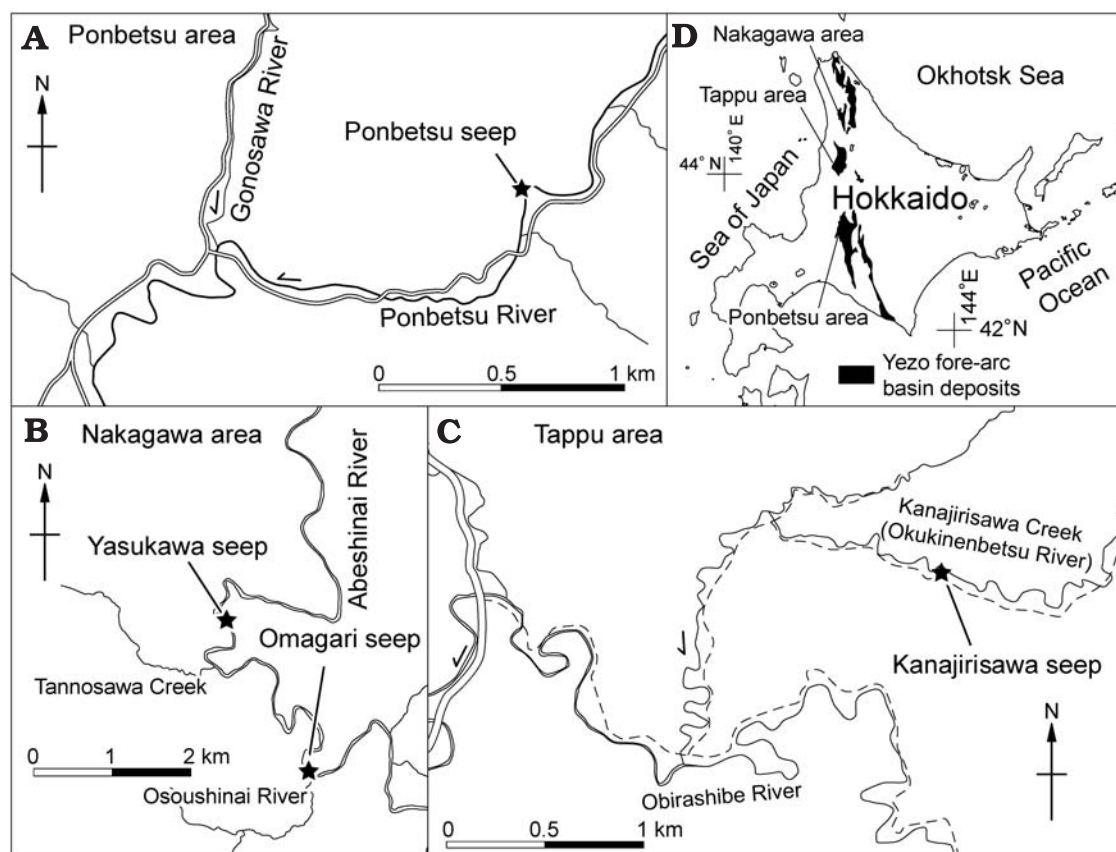 A
Ponbetsu area
N
Gonosawa River
Ponbetsu seep
Ponbetsu River
0
0.5
1 km
D
Nakagawa area
Okhotsk Sea
Tappu area
44° N
140°E
Hokkaido
Sea of Japan
Pacific
Ocean
Ponbetsu area
144°E
42°N
Yezo fore-arc
basin deposits
B
Nakagawa area
N
Abeshinai River
Yasukawa seep
Omagari seep
Tannosawa Creek
0
1
2 km
Osoushinai River
C
Tappu area
Kanajirisawa Creek
(Okukinenbetsu River)
Kanajirisawa seep
N
Obirashibe River
0
0.5
1 km